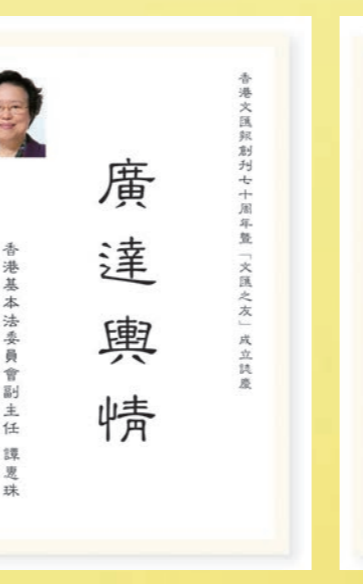 香港文匯報創刊七十周年暨「文匯之友」成立誌慶
廣達輿情
香港基本法委員會副主任 譚惠珠